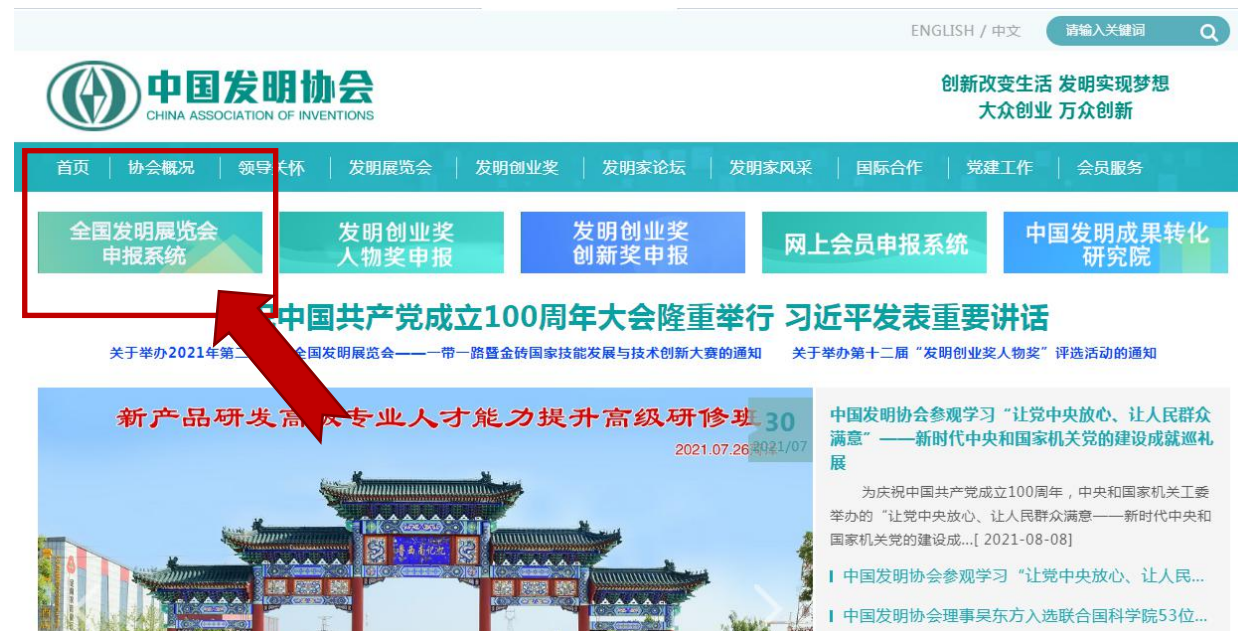 ENGLISH / 中文
请输入关键词
中国发明协会
CHINA ASSOCIATION OF INVENTIONS
创新改变生活 发明实现梦想
大众创业 万众创新
首页 协会概况 领导关怀 发明展览会 发明创业奖 发明家论坛 发明家风采 国际合作 党建工作 会员服务
全国发明展览会
申报系统
发明创业奖
人物奖申报
发明创业奖
创新奖申报
网上会员申报系统
中国发明成果转化
研究院
中国共产党成立100周年大会隆重举行 习近平发表重要讲话
关于举办2021年第二 全国发明展览会——一带一路暨金砖国家技能发展与技术创新大赛的通知 关于举办第十二届“发明创业奖人物奖”评选活动的通知
新产品研发高级专业人才能力提升高级研修班
2021.07.26
30
2021/07
中国发明协会参观学习“让党中央放心、让人民群众
满意”——新时代中央和国家机关党的建设成就巡礼
展
为庆祝中国共产党成立100周年，中央和国家机关工委
举办的“让党中央放心、让人民群众满意——新时代中央和
国家机关党的建设成...[ 2021-08-08]
中国发明协会参观学习“让党中央放心、让人民...
中国发明协会理事吴东方入选联合国科学院53位...